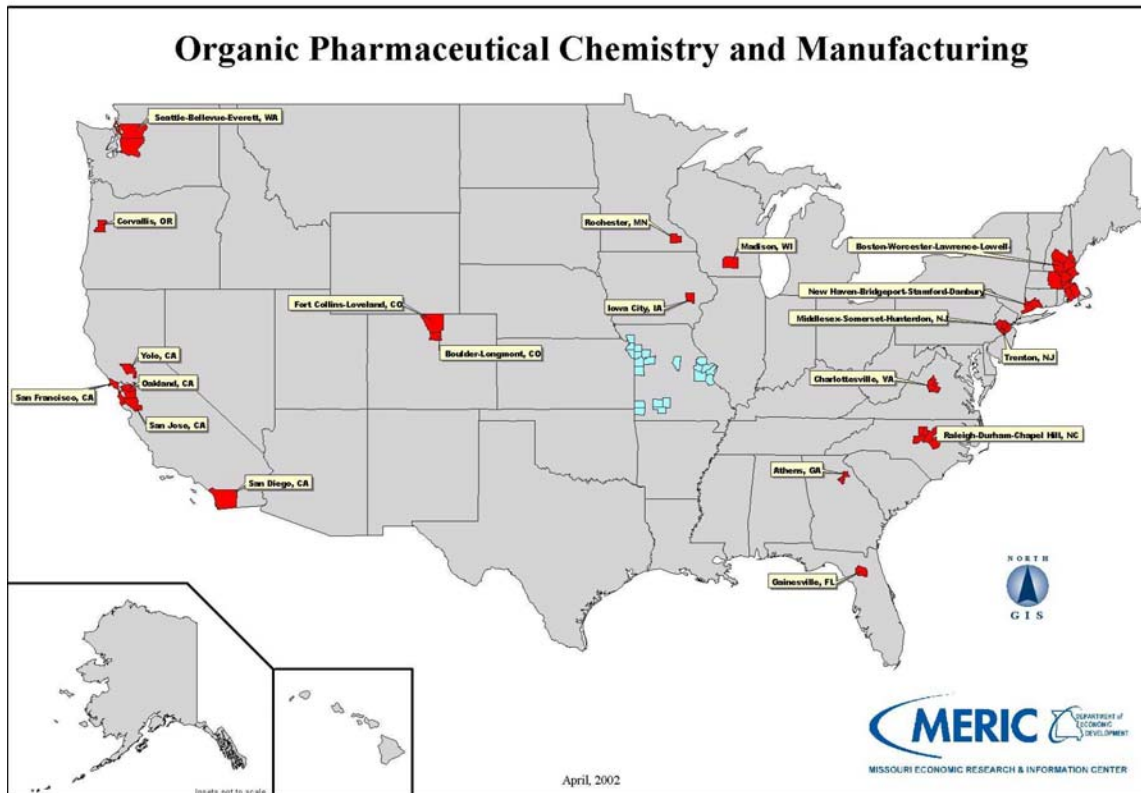 Organic Pharmaceutical Chemistry and Manufacturing
Seattle-Bellevue-Everett, WA
Corvallis, OR
Rochester, MN
Madison, WI
Boston-Worcester-Lawrence-Lowell-
New Haven-Bridgeport-Stamford-Danbury
Fort Collins-Loveland, CO
Iowa City, IA
Middlesex-Somerset-Hunterdon, NJ
Boulder-Longmont, CO
Trenton, NJ
Yolo, CA
Oakland, CA
San Francisco, CA
Charlottesville, VA
San Jose, CA
Raleigh-Durham-Chapel Hill, NC
Athens, GA
San Diego, CA
Gainesville, FL
NORTH
GIS
MERIC
DEPARTMENT of
ECONOMIC
DEVELOPMENT
MISSOURI ECONOMIC RESEARCH & INFORMATION CENTER
April, 2002
Insets not to scale